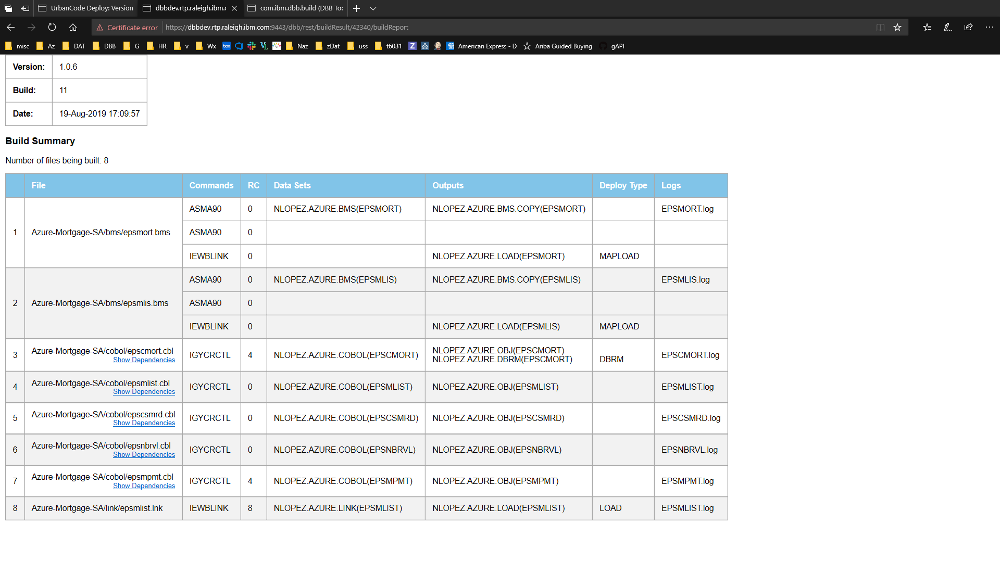 UrbanCode Deploy: Version
dbbdev.rtp.raleigh.ibm.c
com.ibm.dbb.build (DBB Too
Certificate error
https://dbbdev.rtp.raleigh.ibm.com:9443/dbb/rest/buildResult/42340/buildReport
misc Az DAT DBB G HR v Wx box Naz zDat uss t6031 Z American Express - D Ariba Guided Buying gAPI
Version: 1.0.6
Build: 11
Date: 19-Aug-2019 17:09:57
Build Summary
Number of files being built: 8
File Commands RC Data Sets Outputs Deploy Type Logs
1 Azure-Mortgage-SA/bms/epsmort.bms
ASMA90 0 NLOPEZ.AZURE.BMS(EPSMORT) NLOPEZ.AZURE.BMS.COPY(EPSMORT) EPSMORT.log
ASMA90 0
IEWBLINK 0 NLOPEZ.AZURE.LOAD(EPSMORT) MAPLOAD
2 Azure-Mortgage-SA/bms/epsmlis.bms
ASMA90 0 NLOPEZ.AZURE.BMS(EPSMLIS) NLOPEZ.AZURE.BMS.COPY(EPSMLIS) EPSMLIS.log
ASMA90 0
IEWBLINK 0 NLOPEZ.AZURE.LOAD(EPSMLIS) MAPLOAD
3 Azure-Mortgage-SA/cobol/epscmort.cbl
Show Dependencies
IGYCRCTL 4 NLOPEZ.AZURE.COBOL(EPSCMORT) NLOPEZ.AZURE.OBJ(EPSCMORT)
NLOPEZ.AZURE.DBRM(EPSCMORT) DBRM EPSCMORT.log
4 Azure-Mortgage-SA/cobol/epsmlist.cbl
Show Dependencies
IGYCRCTL 0 NLOPEZ.AZURE.COBOL(EPSMLIST) NLOPEZ.AZURE.OBJ(EPSMLIST) EPSMLIST.log
5 Azure-Mortgage-SA/cobol/epscsmrd.cbl
Show Dependencies
IGYCRCTL 0 NLOPEZ.AZURE.COBOL(EPSCSMRD) NLOPEZ.AZURE.OBJ(EPSCSMRD) EPSCSMRD.log
6 Azure-Mortgage-SA/cobol/epsnbrvl.cbl
Show Dependencies
IGYCRCTL 0 NLOPEZ.AZURE.COBOL(EPSNBRVL) NLOPEZ.AZURE.OBJ(EPSNBRVL) EPSNBRVL.log
7 Azure-Mortgage-SA/cobol/epsmpmt.cbl
Show Dependencies
IGYCRCTL 4 NLOPEZ.AZURE.COBOL(EPSMPMT) NLOPEZ.AZURE.OBJ(EPSMPMT) EPSMPMT.log
8 Azure-Mortgage-SA/link/epsmlist.lnk IEWBLINK 8 NLOPEZ.AZURE.LINK(EPSMLIST) NLOPEZ.AZURE.LOAD(EPSMLIST) LOAD EPSMLIST.log